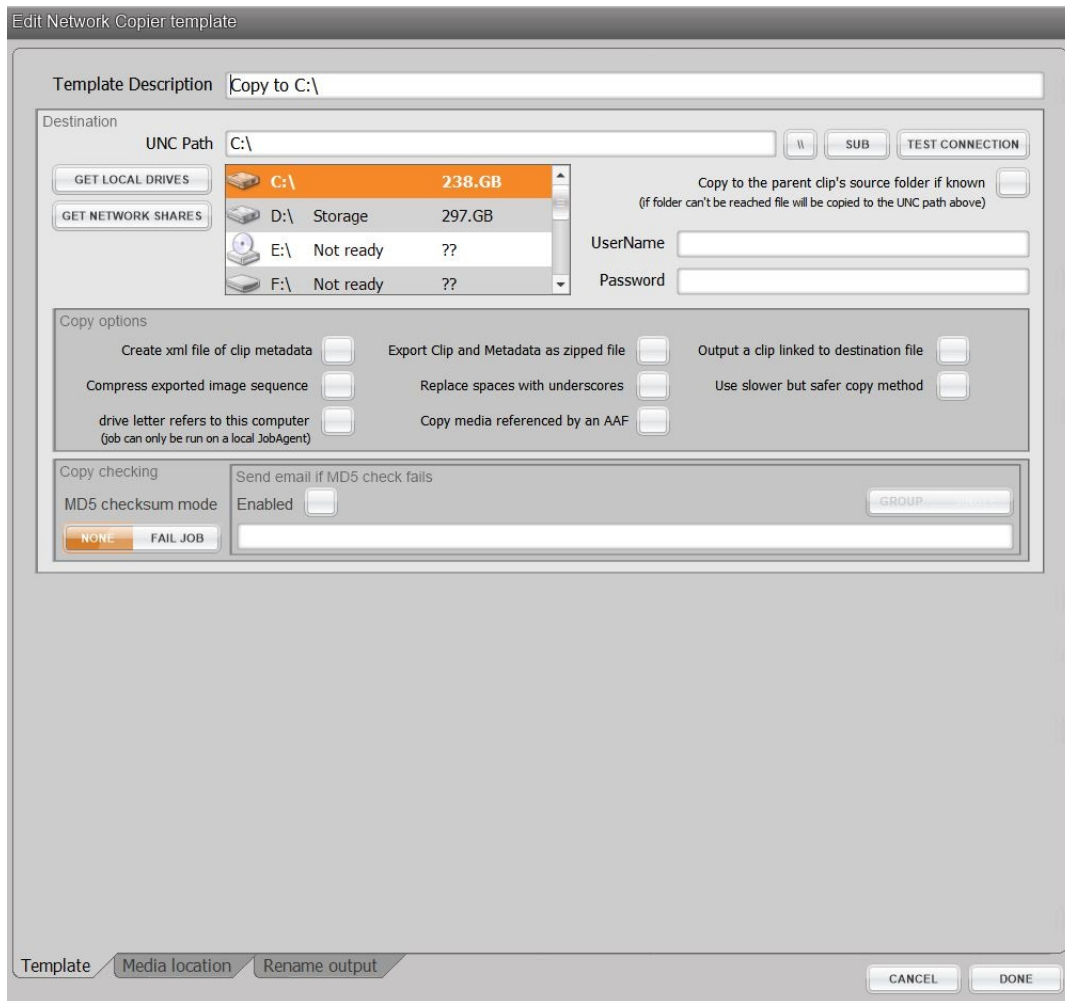 Edit Network Copier template
Template Description Copy to C:\
Destination
UNC Path C:\ \\ SUB TEST CONNECTION
GET LOCAL DRIVES
GET NETWORK SHARES
C:\ 238.GB
D:\ Storage 297.GB
E:\ Not ready ??
F:\ Not ready ??
Copy to the parent clip's source folder if known
(if folder can't be reached file will be copied to the UNC path above)
UserName
Password
Copy options
Create xml file of clip metadata Export Clip and Metadata as zipped file Output a clip linked to destination file
Compress exported image sequence Replace spaces with underscores Use slower but safer copy method
drive letter refers to this computer Copy media referenced by an AAF
(job can only be run on a local JobAgent)
Copy checking
MD5 checksum mode
NONE FAIL JOB
Send email if MD5 check fails
Enabled GROUP
Template Media location Rename output
CANCEL DONE